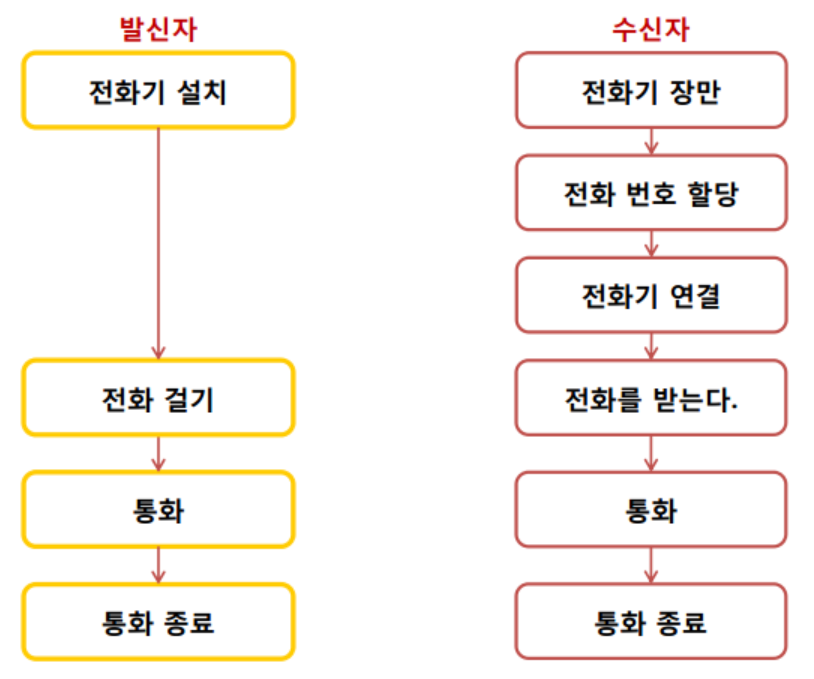 발신자
전화기 설치
전화 걸기
통화
통화 종료
수신자
전화기 장만
전화 번호 할당
전화기 연결
전화를 받는다.
통화
통화 종료